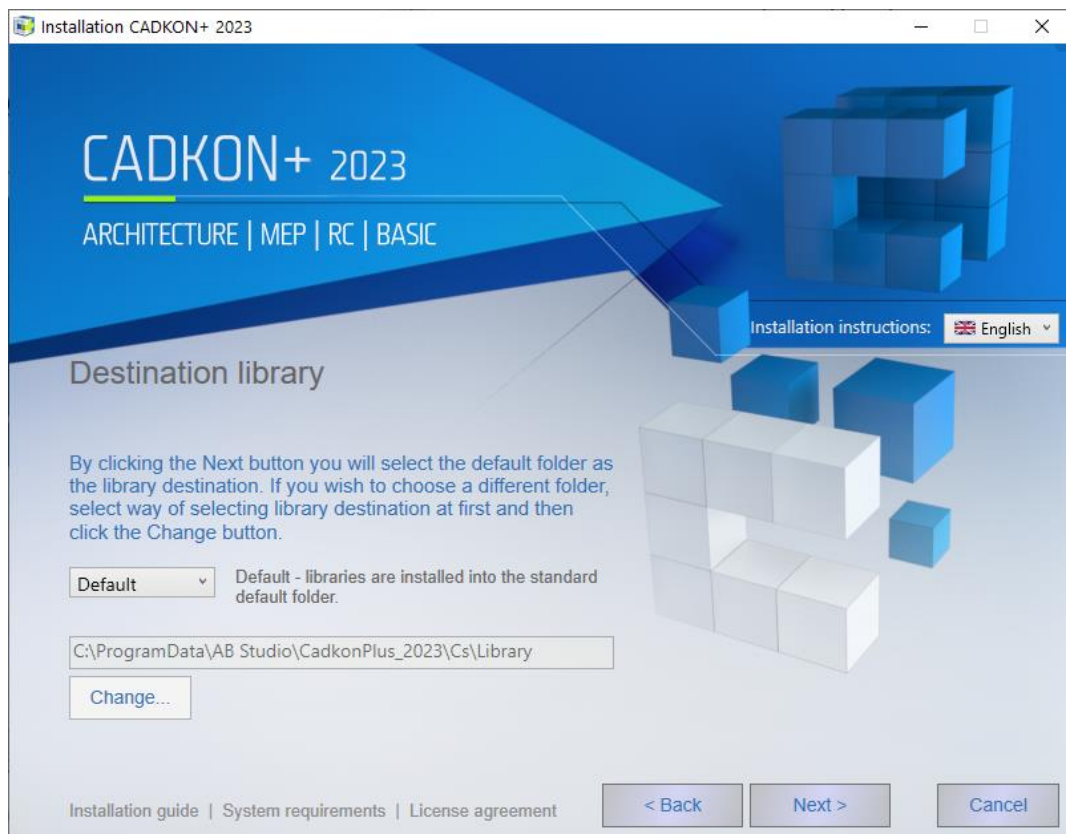 Installation CADKON+ 2023
CADKON+ 2023
ARCHITECTURE | MEP | RC | BASIC
Installation instructions:
English
Destination library
By clicking the Next button you will select the default folder as
the library destination. If you wish to choose a different folder,
select way of selecting library destination at first and then
click the Change button.
Default
Default - libraries are installed into the standard
default folder.
C:\ProgramData\AB Studio\CadkonPlus_2023\Cs\Library
Change...
Installation guide | System requirements | License agreement
< Back
Next >
Cancel